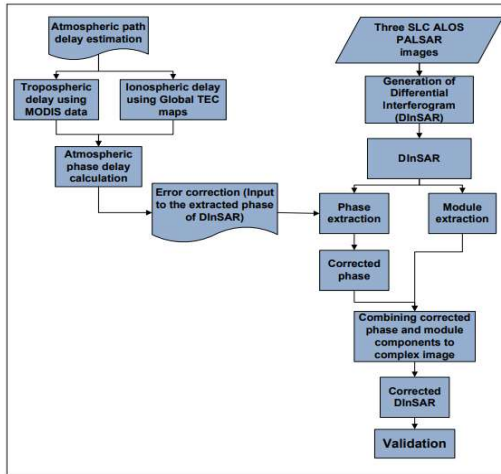 Atmospheric path
delay estimation
Tropospheric
delay using
MODIS data
Ionospheric delay
using Global TEC
maps
Atmospheric
phase delay
calculation
Error correction (Input
to the extracted phase
of DInSAR)
Three SLC ALOS
PALSAR
images
Generation of
Differential
Interferogram
(DInSAR)
DInSAR
Phase
extraction
Module
extraction
Corrected
phase
Combining corrected
phase and module
components to
complex image
Corrected
DInSAR
Validation